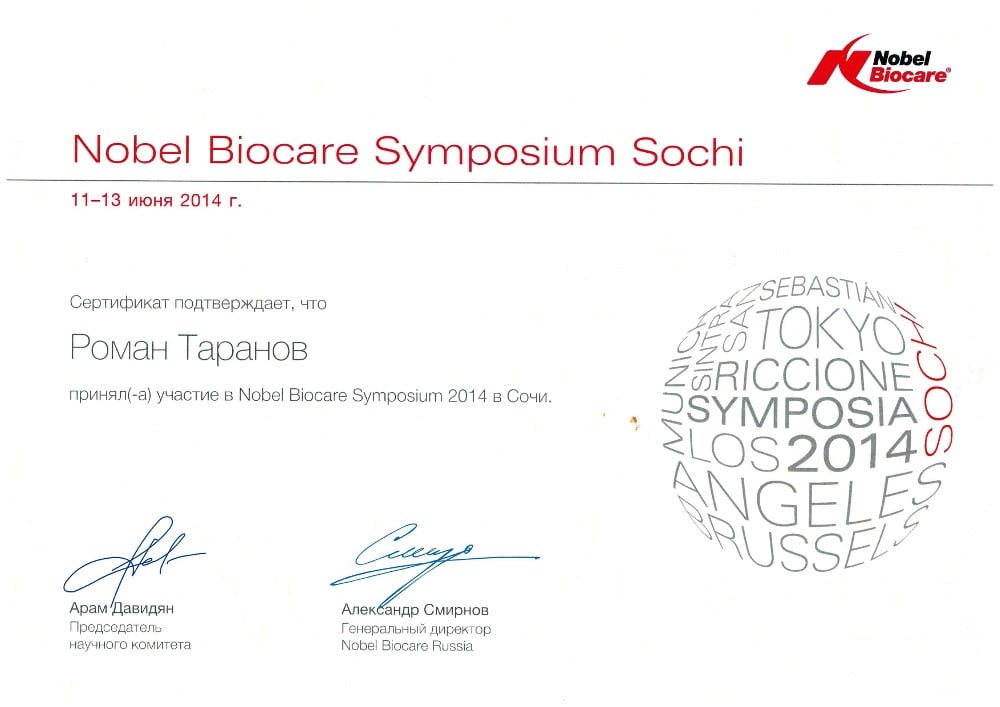 Nobel
Biocare®
Nobel Biocare Symposium Sochi
11–13 июня 2014 г.
Сертификат подтверждает, что
Роман Таранов
принял(-а) участие в Nobel Biocare Symposium 2014 в Сочи.
SAN SEBASTIÁN
SINTRA
MUNICH
TOKYO
RICCIONE
SYMPOSIA
LOS
2014
ANGELES
BRUSSELS
SOCHI
Арам Давидян
Председатель
научного комитета
Александр Смирнов
Генеральный директор
Nobel Biocare Russia